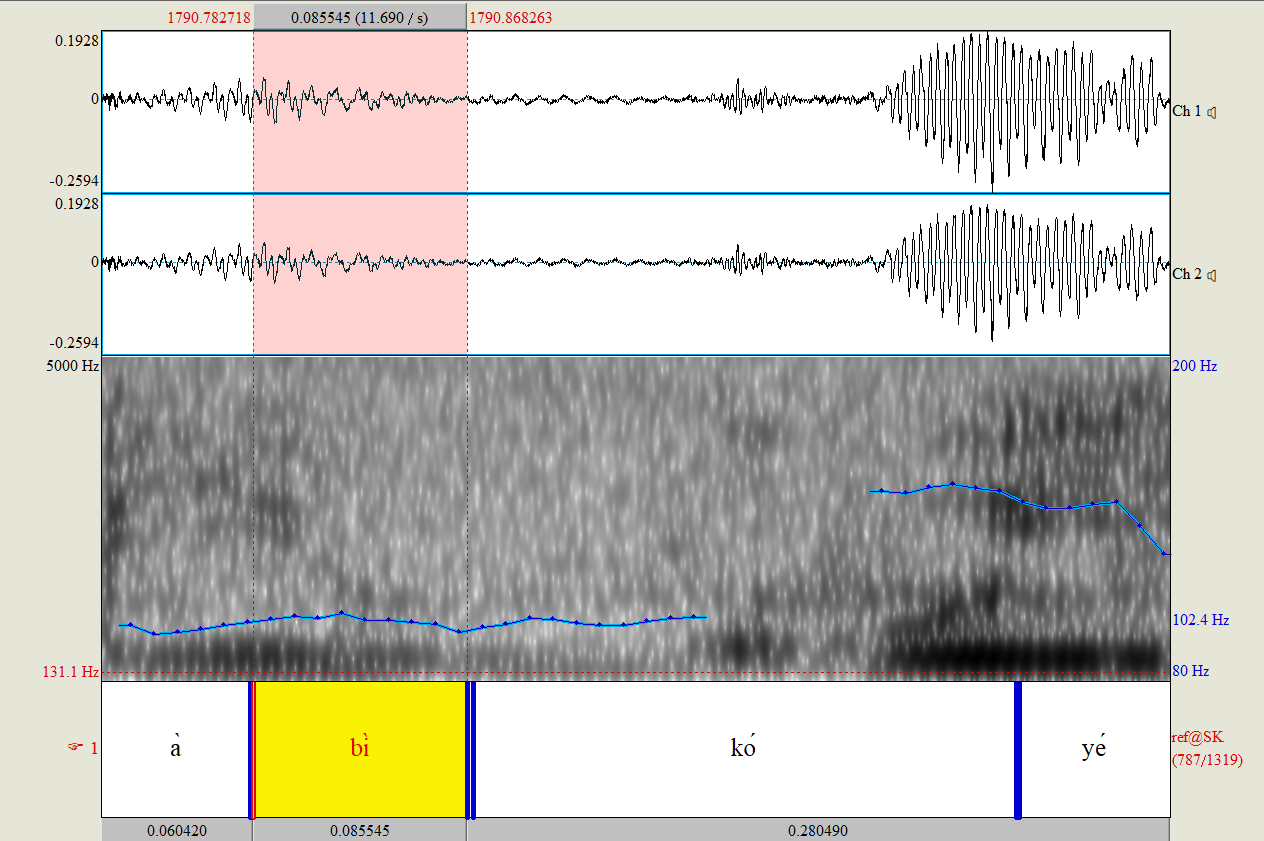 1790.782718 0.085545 (11.690 / s) 1790.868263
0.1928
0
-0.2594
Ch 1
0.1928
0
-0.2594
Ch 2
5000 Hz 200 Hz
102.4 Hz
131.1 Hz 80 Hz
1 à bì kó yé ref@SK
(787/1319)
0.060420 0.085545 0.280490